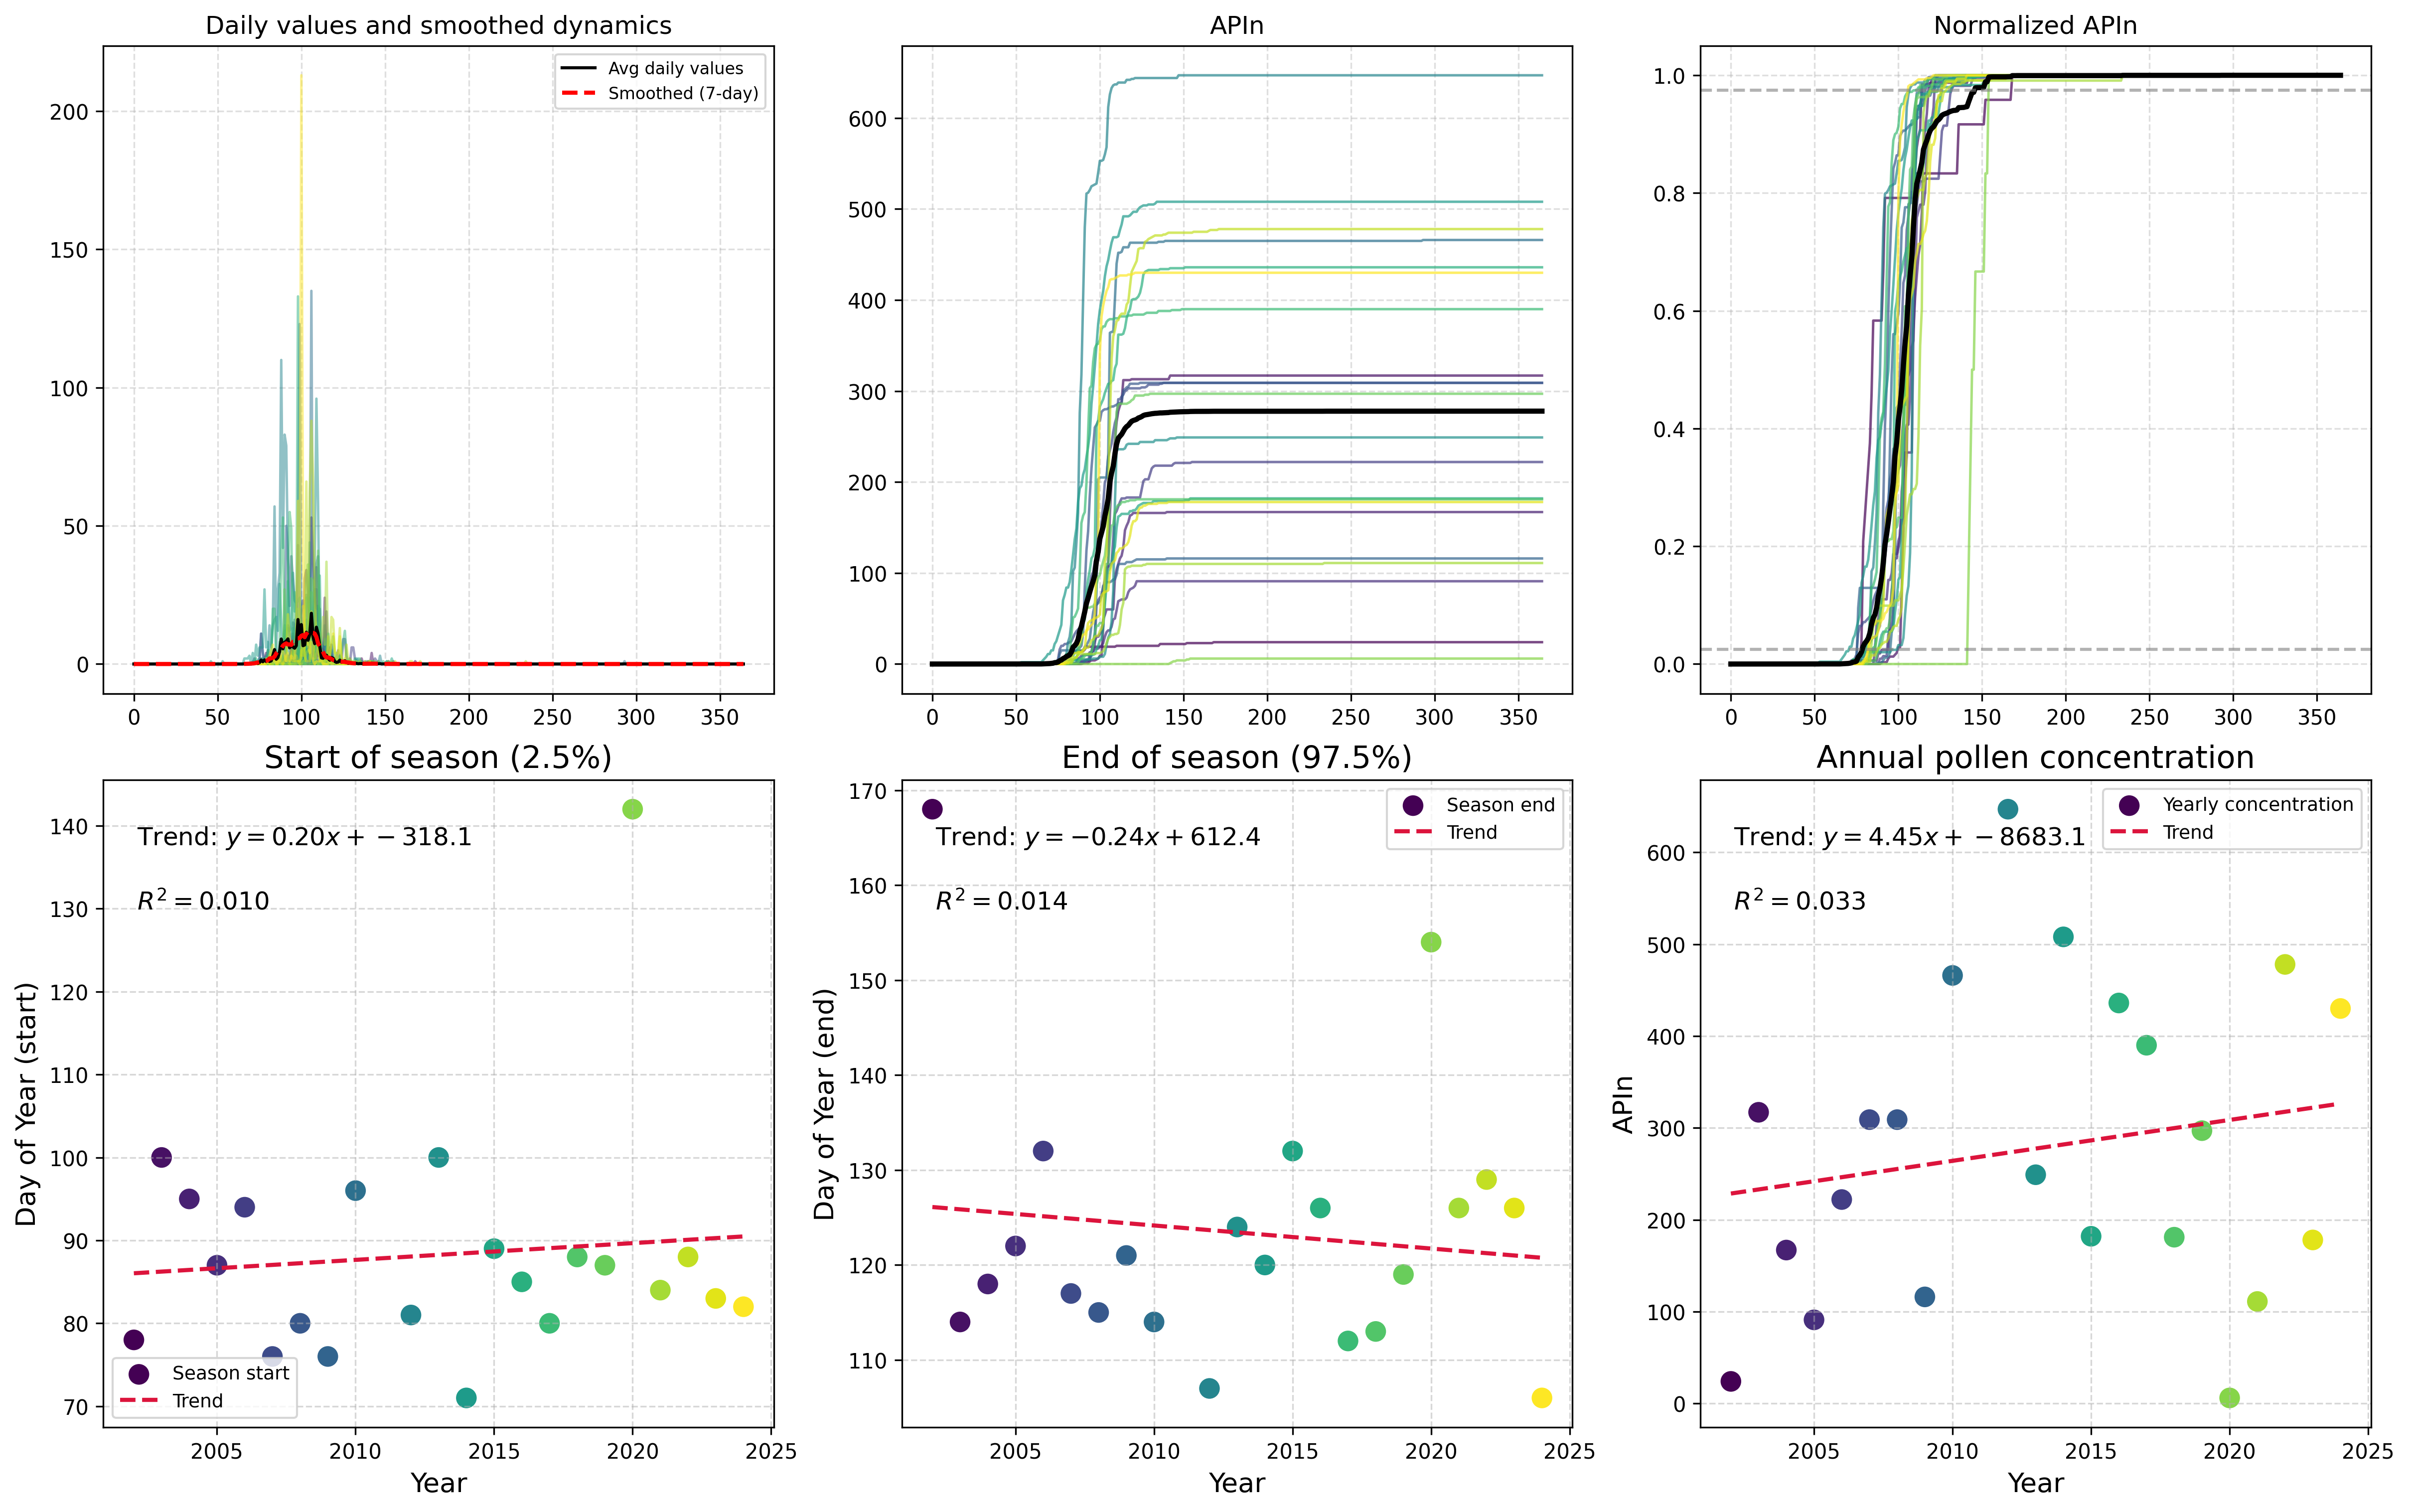 Daily values and smoothed dynamics
Avg daily values
Smoothed (7-day)
200
150
100
50
0
0 50 100 150 200 250 300 350
APIn
600
500
400
300
200
100
0
0 50 100 150 200 250 300 350
Normalized APIn
1.0
0.8
0.6
0.4
0.2
0.0
0 50 100 150 200 250 300 350
Start of season (2.5%)
Trend: y = 0.20x + − 318.1
R² = 0.010
Day of Year (start)
140
130
120
110
100
90
80
70
Season start
Trend
2005 2010 2015 2020 2025
Year
End of season (97.5%)
Season end
Trend
Trend: y = −0.24x + 612.4
R² = 0.014
Day of Year (end)
170
160
150
140
130
120
110
2005 2010 2015 2020 2025
Year
Annual pollen concentration
Yearly concentration
Trend
Trend: y = 4.45x + − 8683.1
R² = 0.033
APIn
600
500
400
300
200
100
0
2005 2010 2015 2020 2025
Year